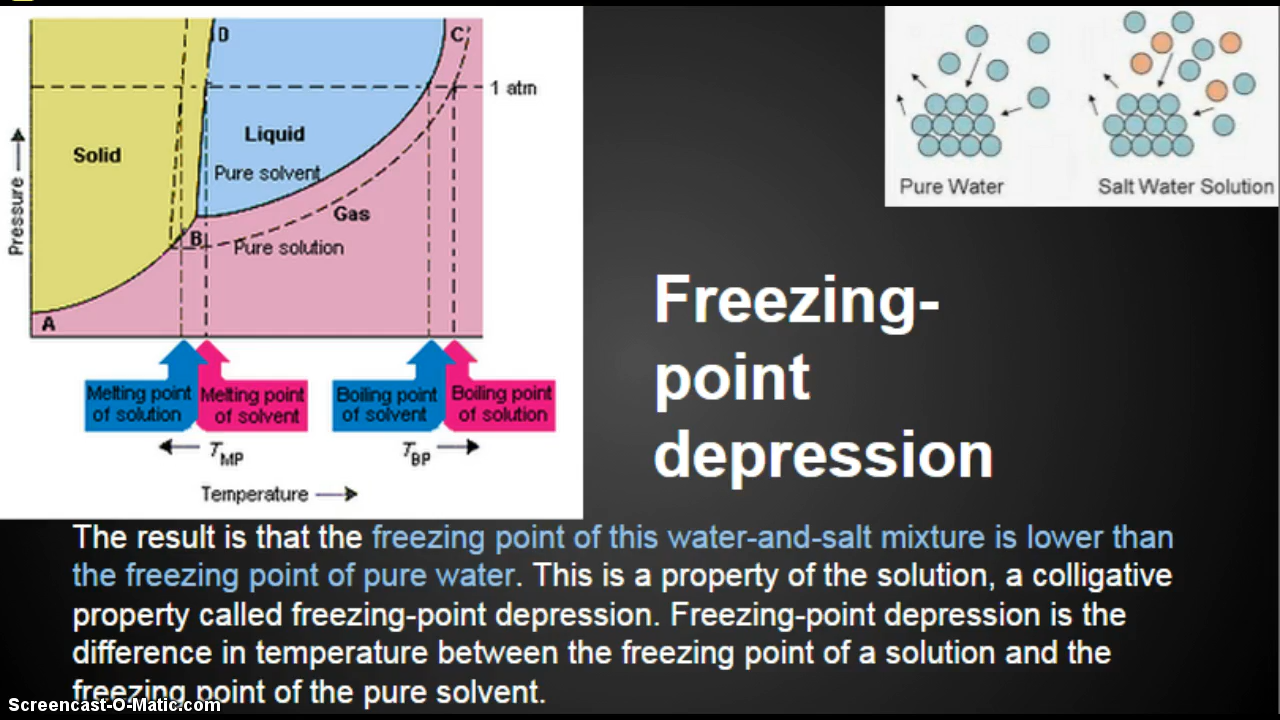 D
C
1 atm
Solid
Liquid
Pure solvent
Gas
B
Pure solution
A
Pressure
Melting point
of solution
Melting point
of solvent
Boiling point
of solvent
Boiling point
of solution
TMP
TBP
Temperature
Pure Water
Salt Water Solution
Freezing-
point
depression
The result is that the freezing point of this water-and-salt mixture is lower than
the freezing point of pure water. This is a property of the solution, a colligative
property called freezing-point depression. Freezing-point depression is the
difference in temperature between the freezing point of a solution and the
freezing point of the pure solvent.
Screencast-O-Matic.com